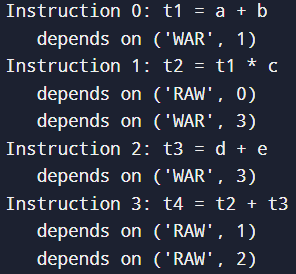 Instruction 0: t1 = a + b
   depends on ('WAR', 1)
Instruction 1: t2 = t1 * c
   depends on ('RAW', 0)
   depends on ('WAR', 3)
Instruction 2: t3 = d + e
   depends on ('WAR', 3)
Instruction 3: t4 = t2 + t3
   depends on ('RAW', 1)
   depends on ('RAW', 2)